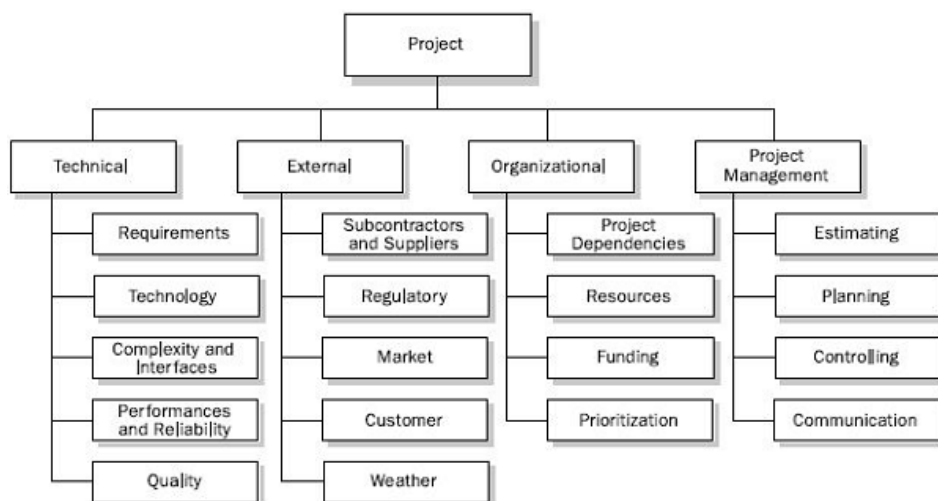 Project
Technical
External
Organizational
Project
Management
Requirements
Technology
Complexity and
Interfaces
Performances
and Reliability
Quality
Subcontractors
and Suppliers
Regulatory
Market
Customer
Weather
Project
Dependencies
Resources
Funding
Prioritization
Estimating
Planning
Controlling
Communication